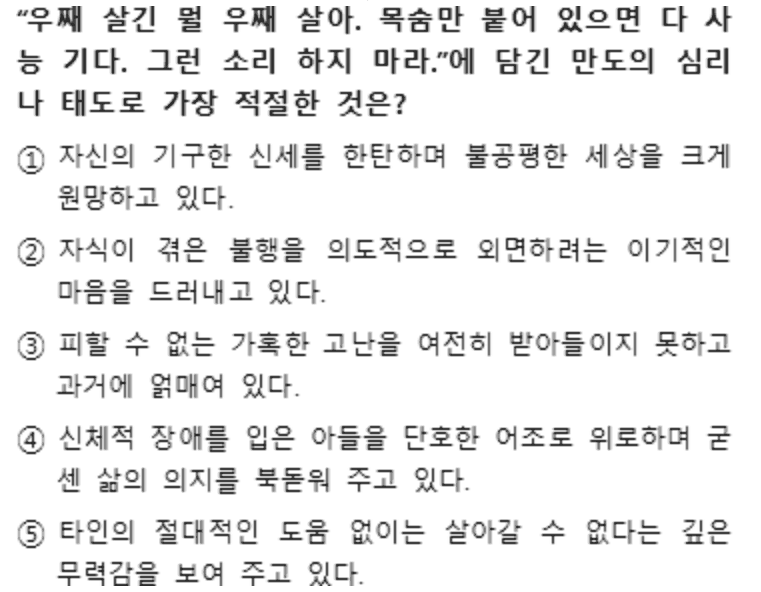 “우째 살긴 뭘 우째 살아. 목숨만 붙어 있으면 다 사
능 기다. 그런 소리 하지 마라.”에 담긴 만도의 심리
나 태도로 가장 적절한 것은?
① 자신의 기구한 신세를 한탄하며 불공평한 세상을 크게
원망하고 있다.
② 자식이 겪은 불행을 의도적으로 외면하려는 이기적인
마음을 드러내고 있다.
③ 피할 수 없는 가혹한 고난을 여전히 받아들이지 못하고
과거에 얽매여 있다.
④ 신체적 장애를 입은 아들을 단호한 어조로 위로하며 굳
센 삶의 의지를 북돋워 주고 있다.
⑤ 타인의 절대적인 도움 없이는 살아갈 수 없다는 깊은
무력감을 보여 주고 있다.